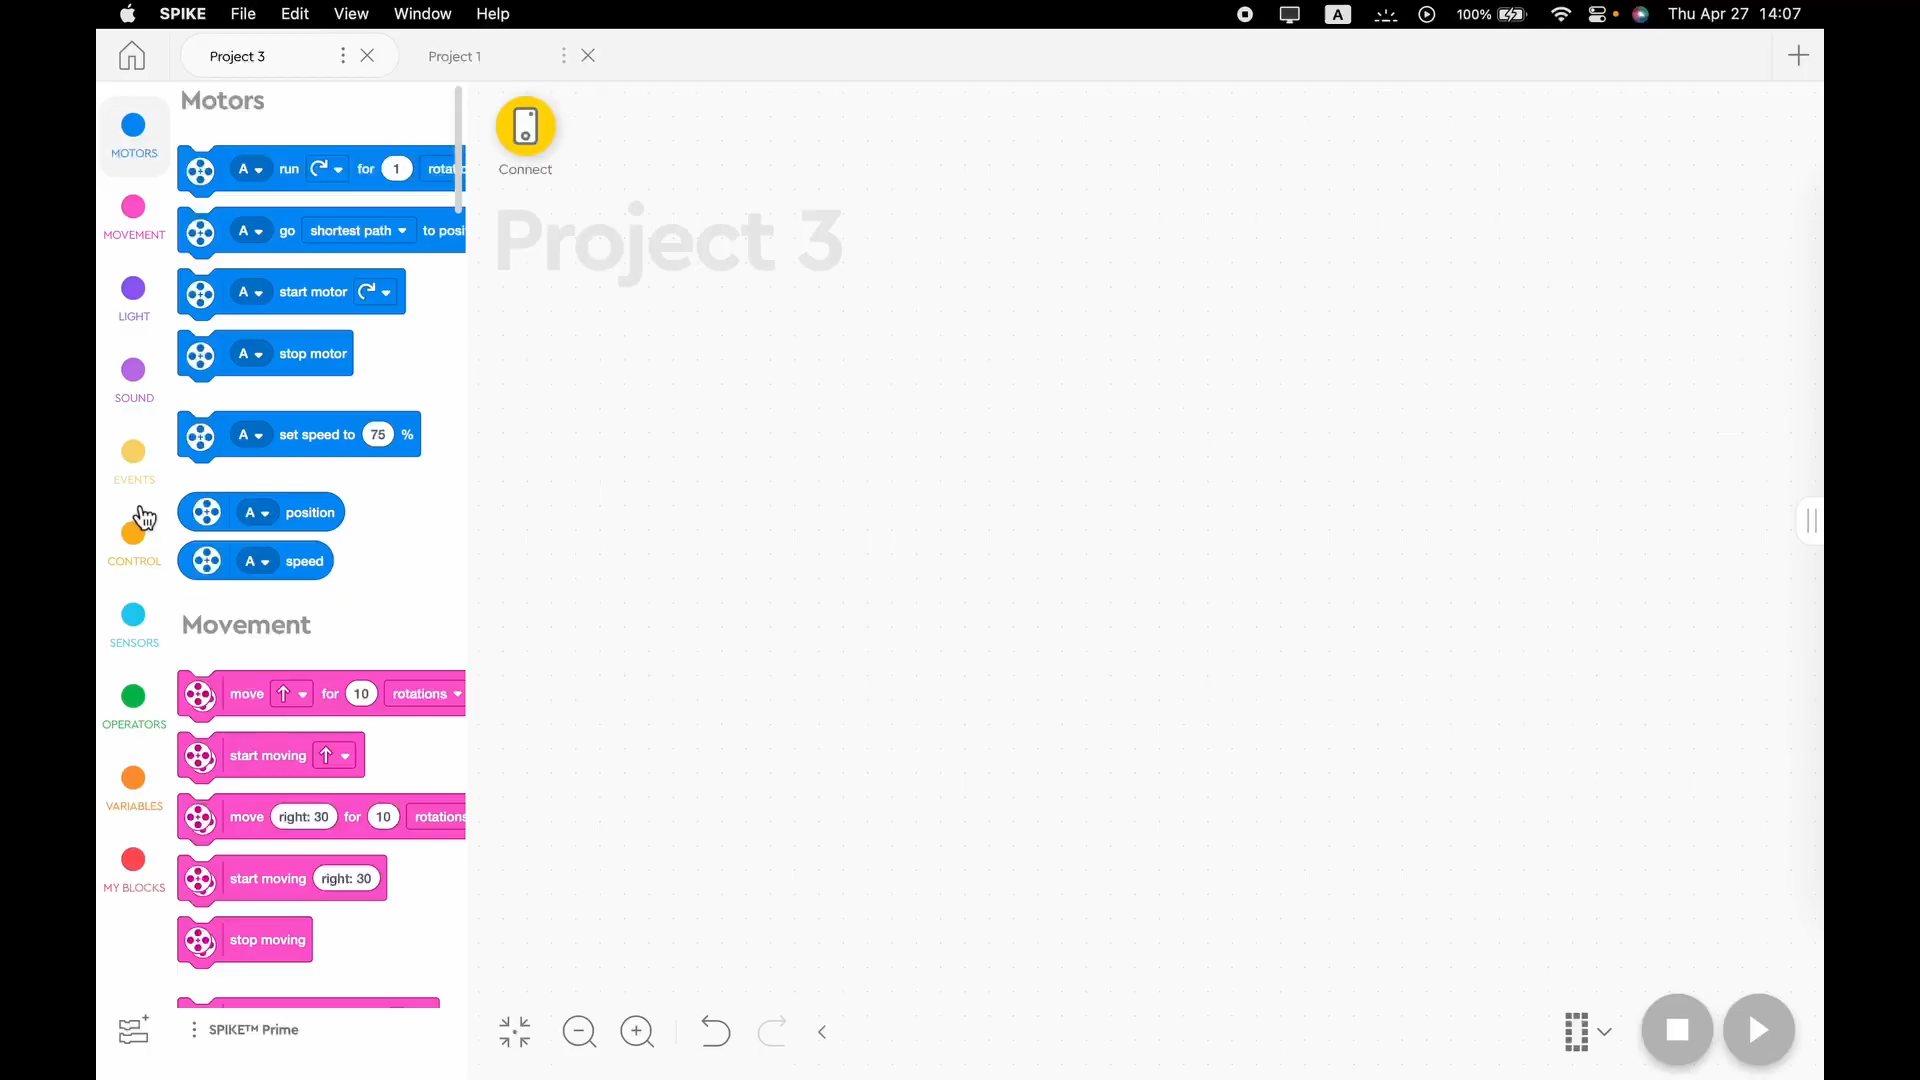 SPIKE File Edit View Window Help
A 100% Thu Apr 27 14:07
Project 3 Project 1
MOTORS
MOVEMENT
LIGHT
SOUND
EVENTS
CONTROL
SENSORS
OPERATORS
VARIABLES
MY BLOCKS
Motors
A run for 1
A go shortest path to
A start motor
A stop motor
A set speed to 75 %
A position
A speed
Movement
move for 10 rotations
start moving
move right: 30 for 10 rotations
start moving right: 30
stop moving
SPIKE™ Prime
Connect
Project 3